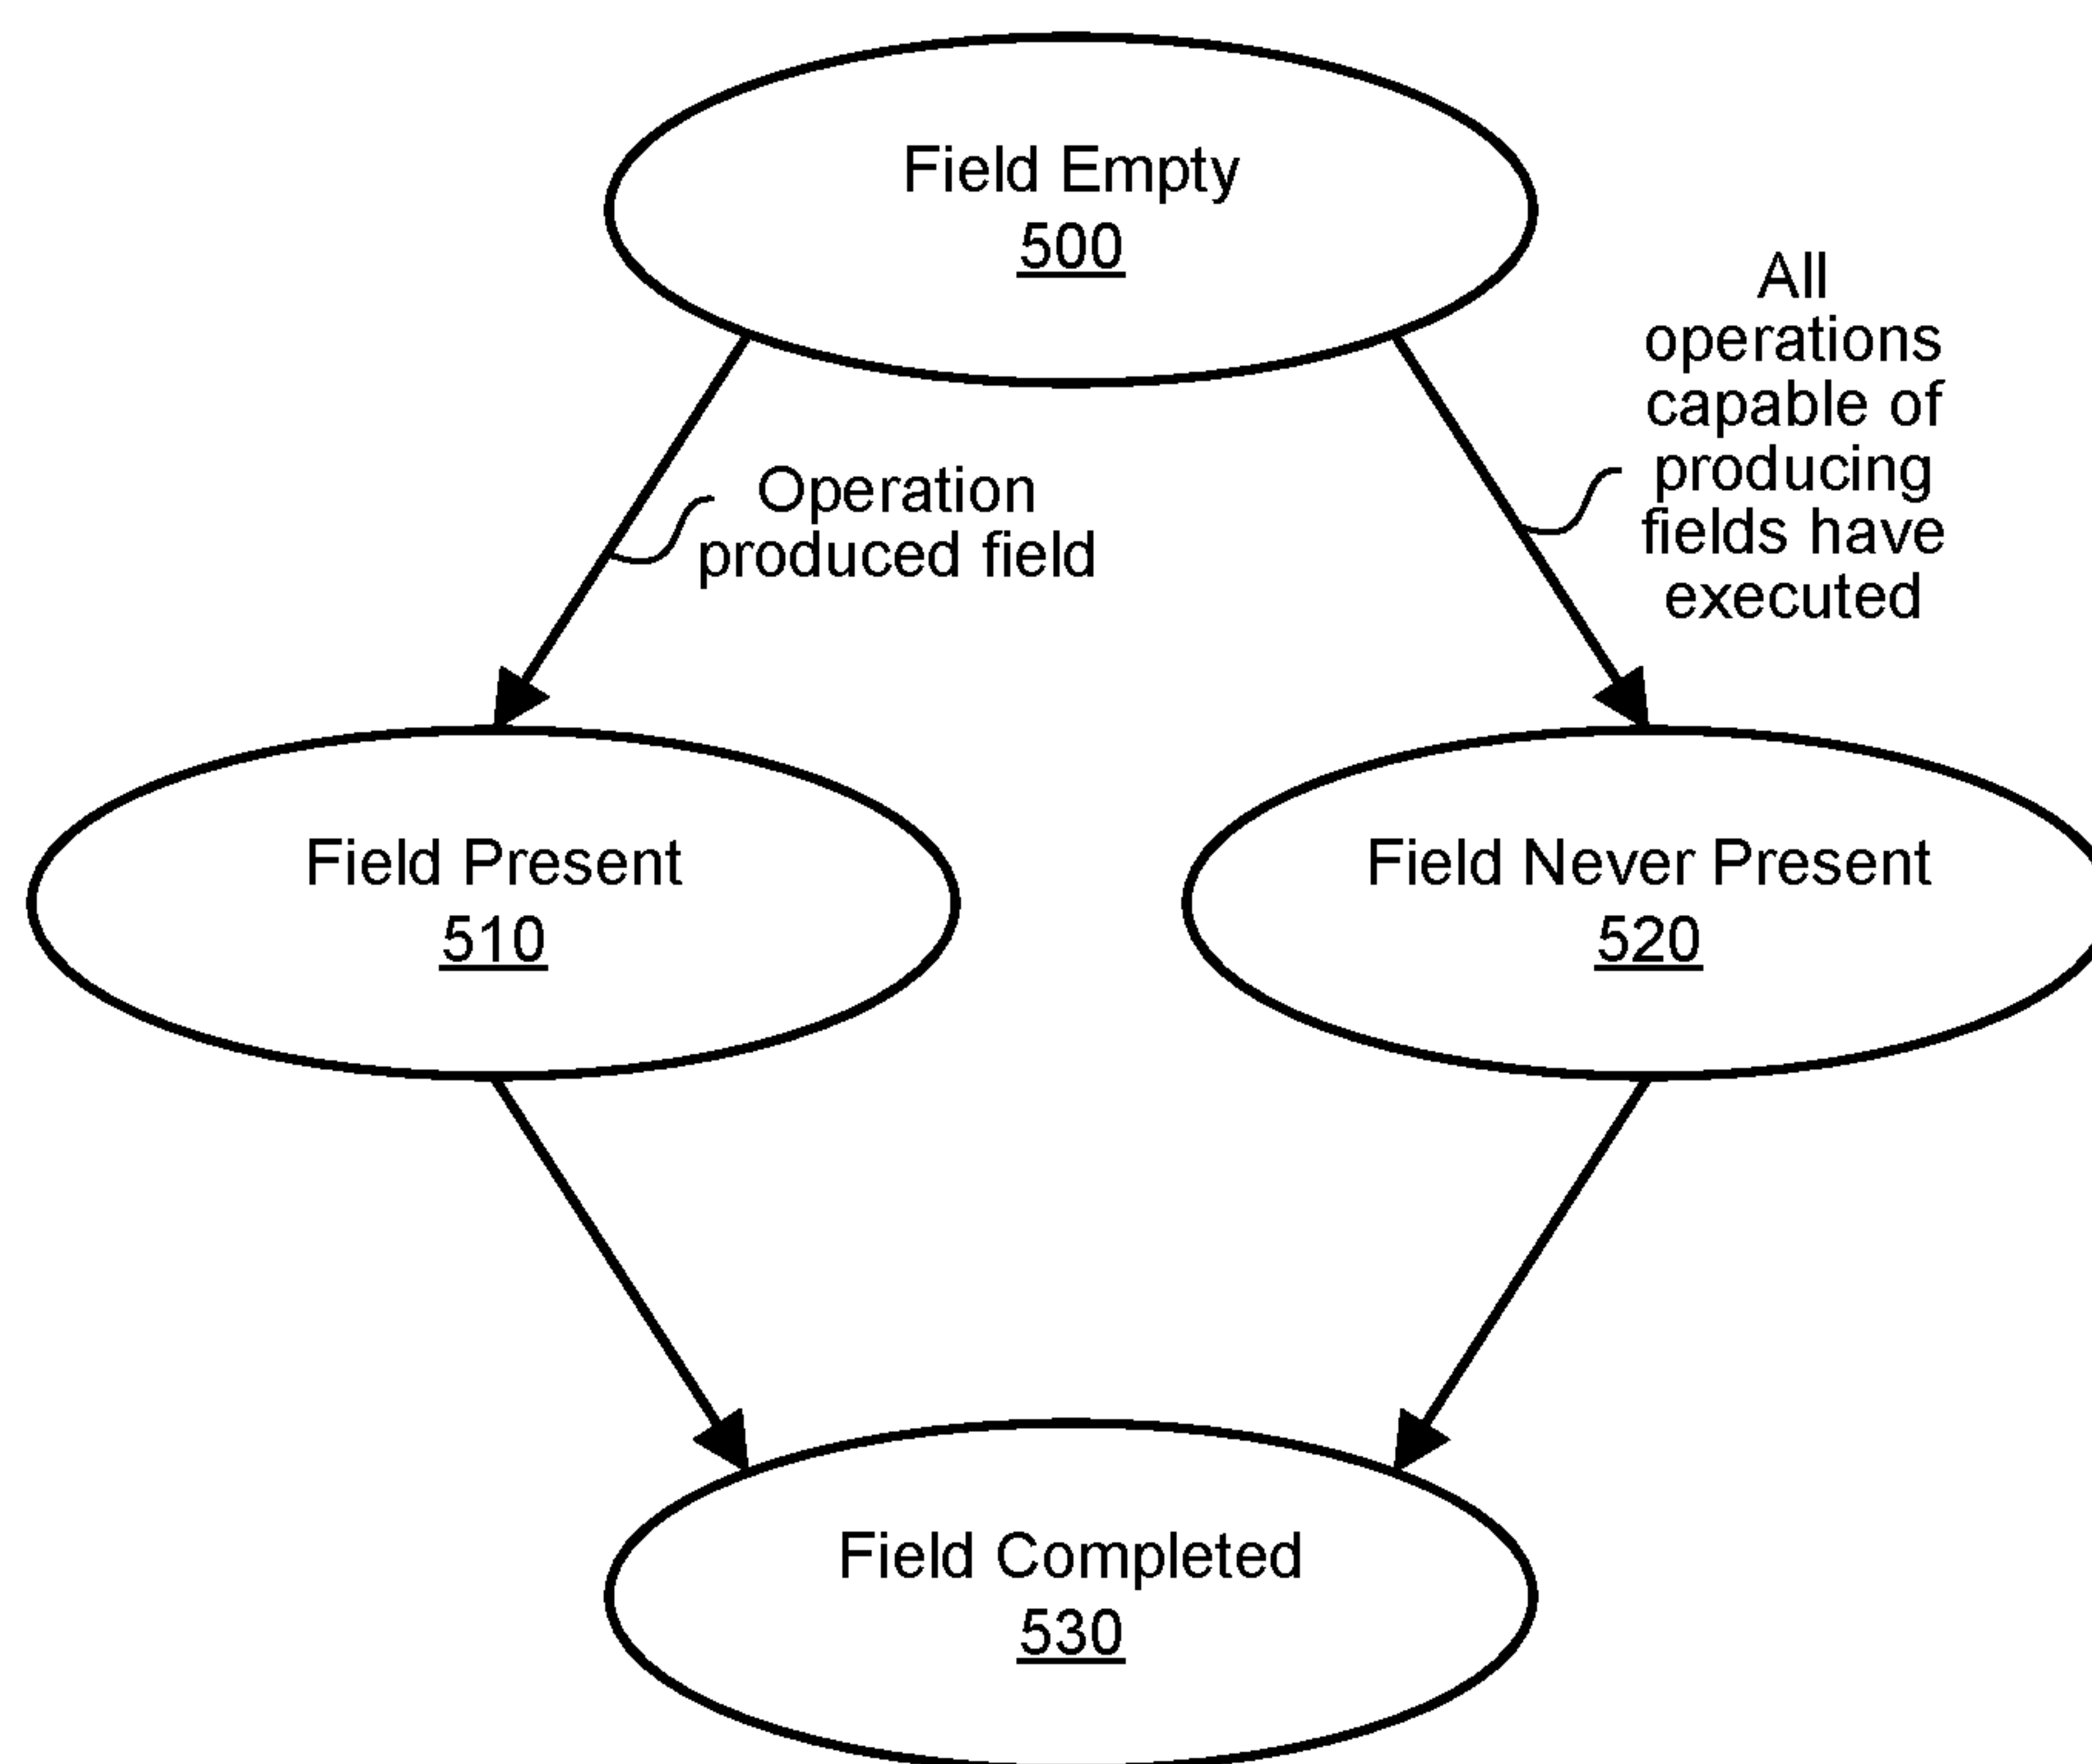 Field Empty
500
All
operations
capable of
producing
fields have
executed
Operation
produced field
Field Present
510
Field Never Present
520
Field Completed
530